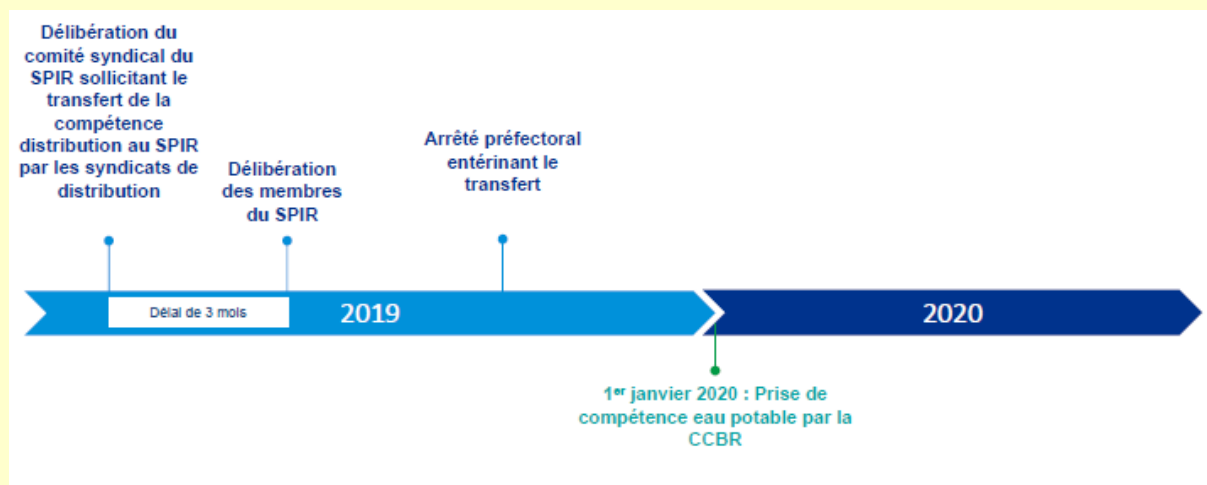 Délibération du
comité syndical du
SPIR sollicitant le
transfert de la
compétence
distribution au SPIR
par les syndicats de
distribution
Délibération
des membres
du SPIR
Arrêté préfectoral
entérinant le
transfert
Délai de 3 mois
2019
2020
1er janvier 2020 : Prise de
compétence eau potable par la
CCBR